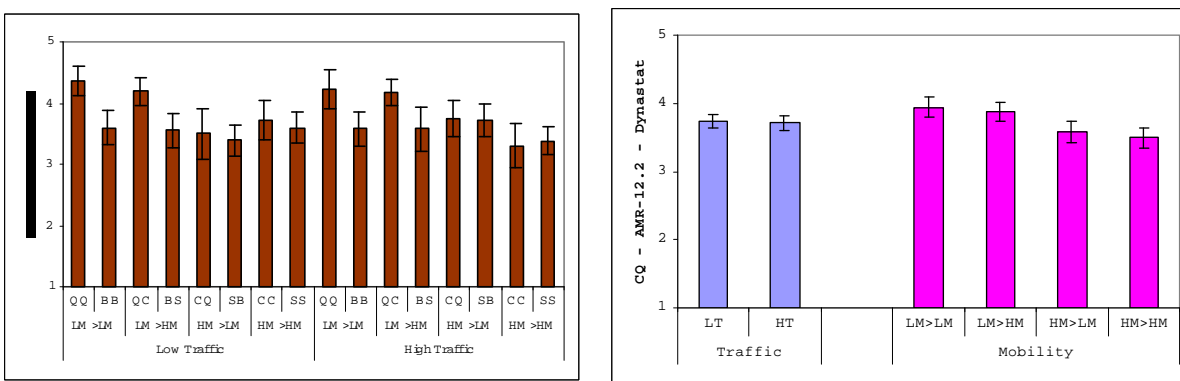 5
4
3
2
1
QQ BB QC BS CQ SB CC SS QQ BB QC BS CQ SB CC SS
LM >LM LM >HM HM >LM HM >HM LM >LM LM >HM HM >LM HM >HM
Low Traffic High Traffic
CQ - AMR-12.2 - Dynastat
5
4
3
2
1
LT HT LM>LM LM>HM HM>LM HM>HM
Traffic Mobility